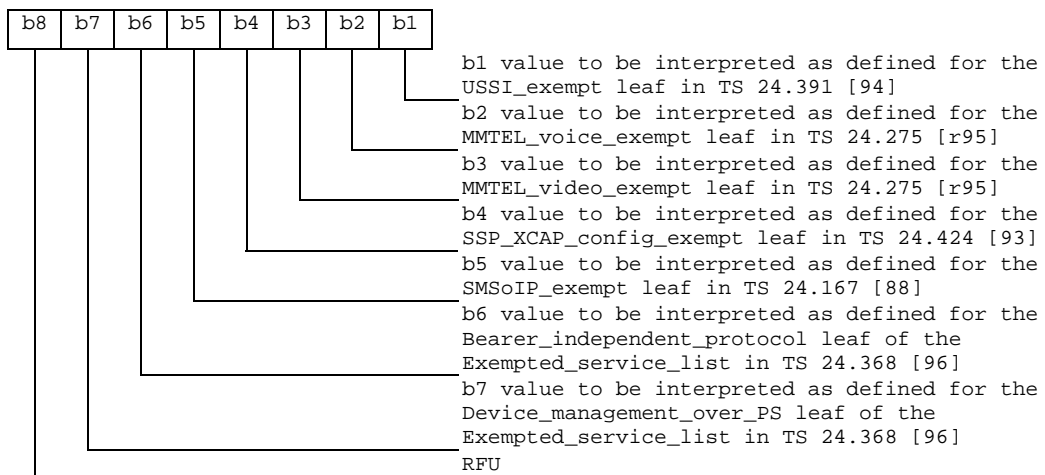 b8 b7 b6 b5 b4 b3 b2 b1
b1 value to be interpreted as defined for the
USSI_exempt leaf in TS 24.391 [94]
b2 value to be interpreted as defined for the
MMTEL_voice_exempt leaf in TS 24.275 [r95]
b3 value to be interpreted as defined for the
MMTEL_video_exempt leaf in TS 24.275 [r95]
b4 value to be interpreted as defined for the
SSP_XCAP_config_exempt leaf in TS 24.424 [93]
b5 value to be interpreted as defined for the
SMSoIP_exempt leaf in TS 24.167 [88]
b6 value to be interpreted as defined for the
Bearer_independent_protocol leaf of the
Exempted_service_list in TS 24.368 [96]
b7 value to be interpreted as defined for the
Device_management_over_PS leaf of the
Exempted_service_list in TS 24.368 [96]
RFU